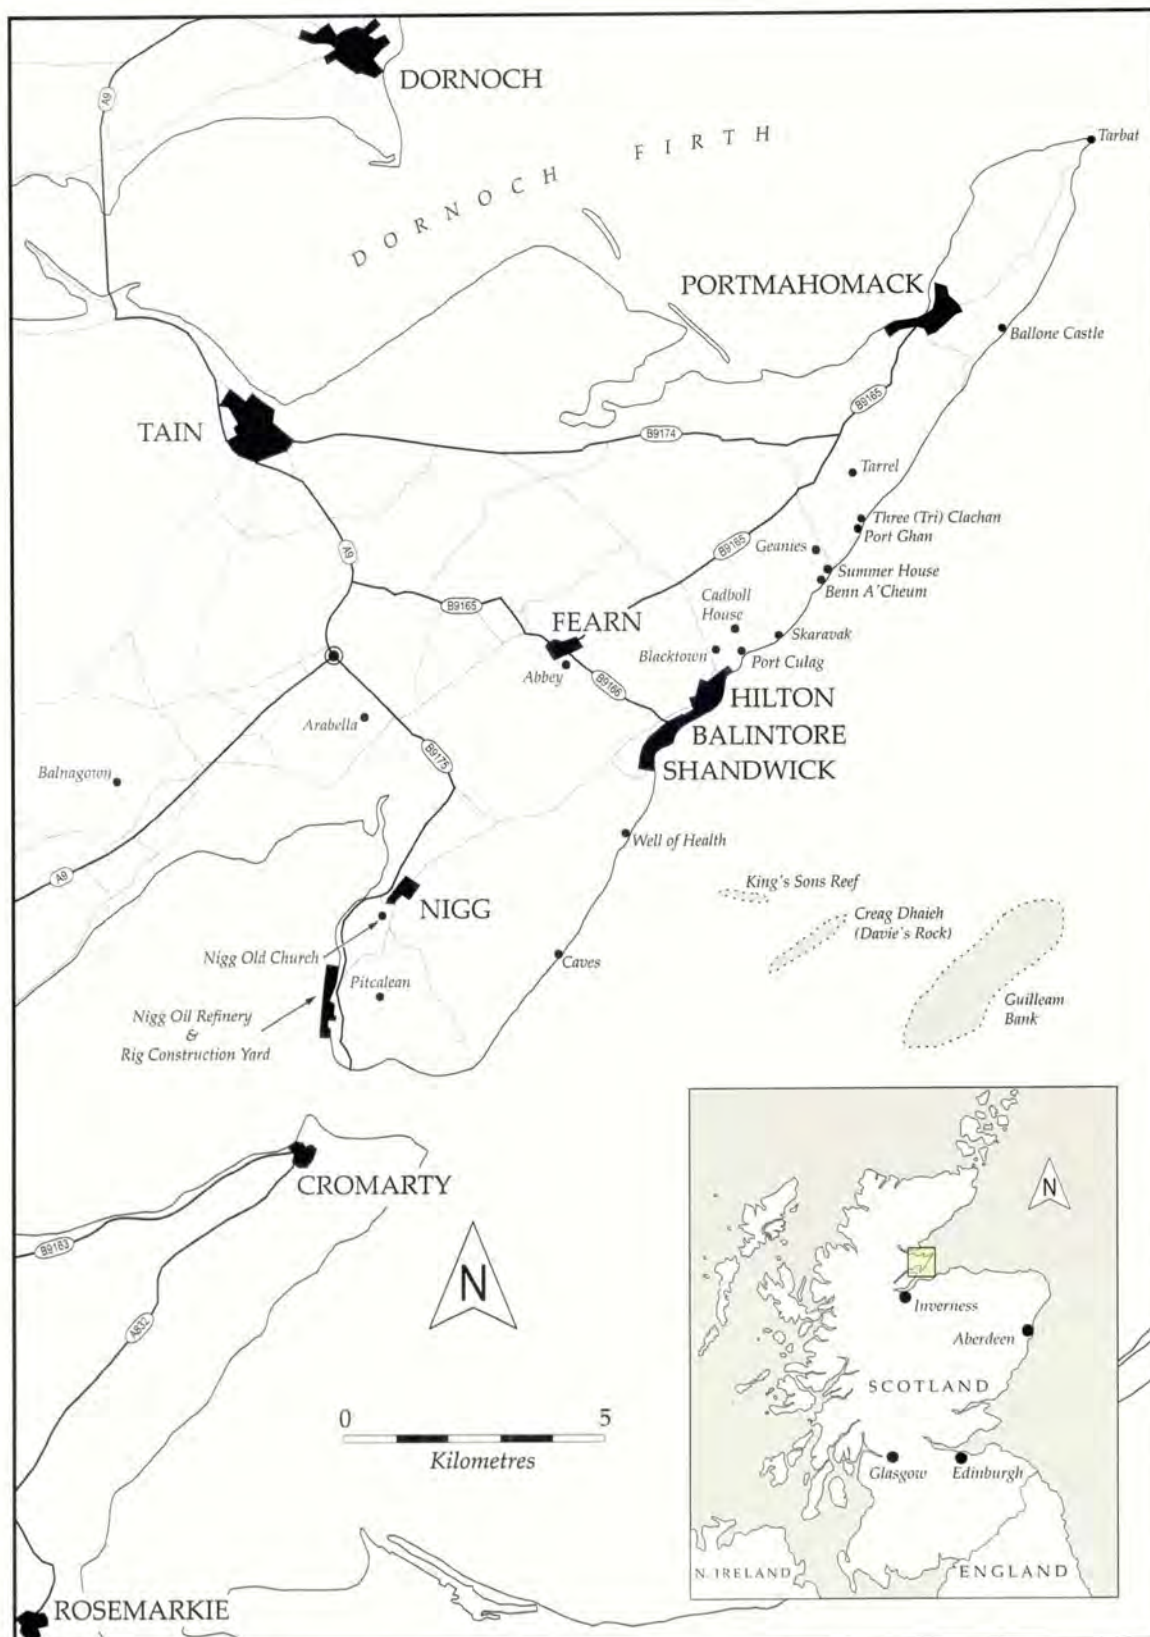 DORNOCH
A9
DORNOCH FIRTH
Tarbat
PORTMAHOMACK
Ballone Castle
B9165
TAIN
B9174
Tarrel
Three (Tri) Clachan
Port Ghan
A9
B9165
Geanies
Summer House
Benn A'Cheum
B9165
FEARN
Cadboll
House
Skaravak
Blacktown
Port Culag
Abbey
B9166
HILTON
BALINTORE
SHANDWICK
Arabella
B9175
Balnagown
Well of Health
A9
King's Sons Reef
NIGG
Creag Dhaieh
(Davie's Rock)
Nigg Old Church
Caves
Pitcalean
Guilleam
Bank
Nigg Oil Refinery
&
Rig Construction Yard
CROMARTY
B9163
N
A832
0 5
Kilometres
ROSEMARKIE
N
Inverness
Aberdeen
SCOTLAND
Glasgow
Edinburgh
N. IRELAND
ENGLAND